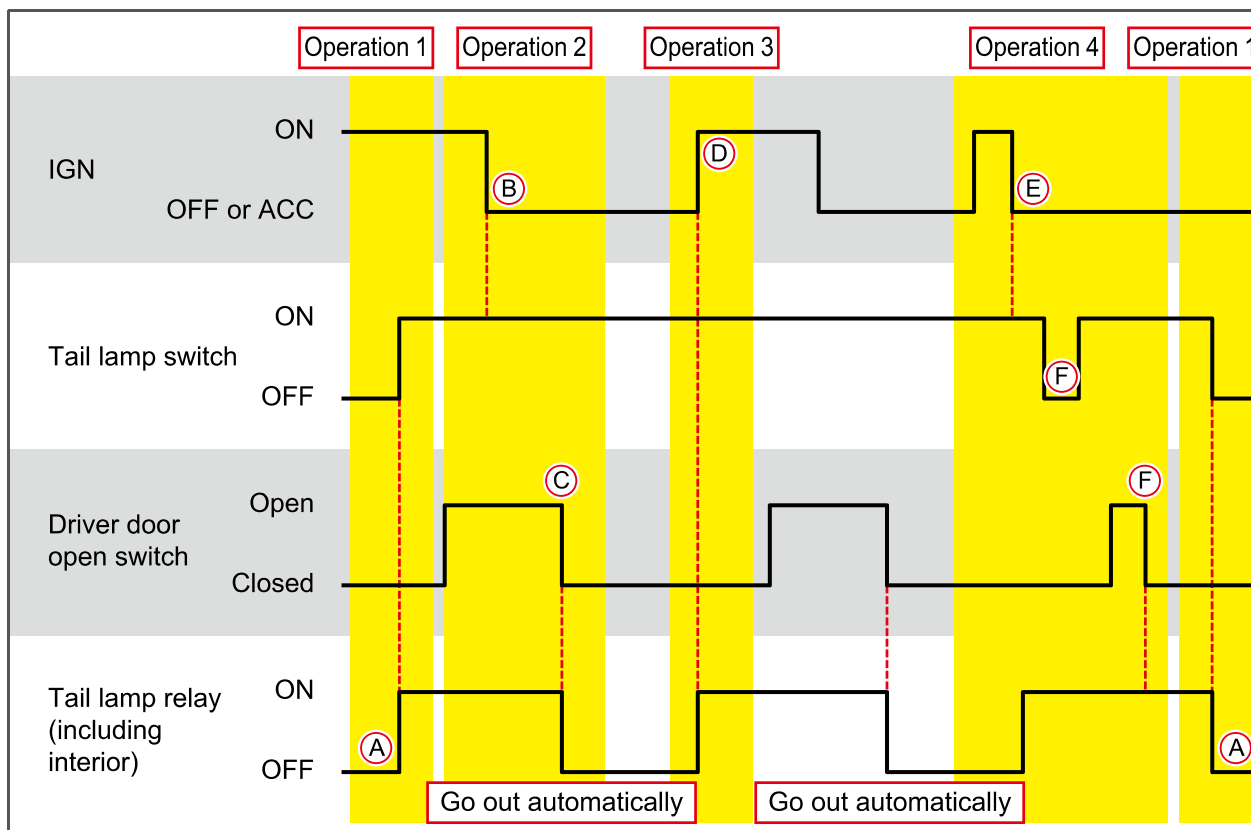 Operation 1 Operation 2 Operation 3 Operation 4 Operation 1
ON
IGN
OFF or ACC
B
D
E
ON
Tail lamp switch
OFF
F
Open
C
F
Driver door
open switch
Closed
ON
Tail lamp relay
(including
interior)
OFF
A
A
Go out automatically Go out automatically